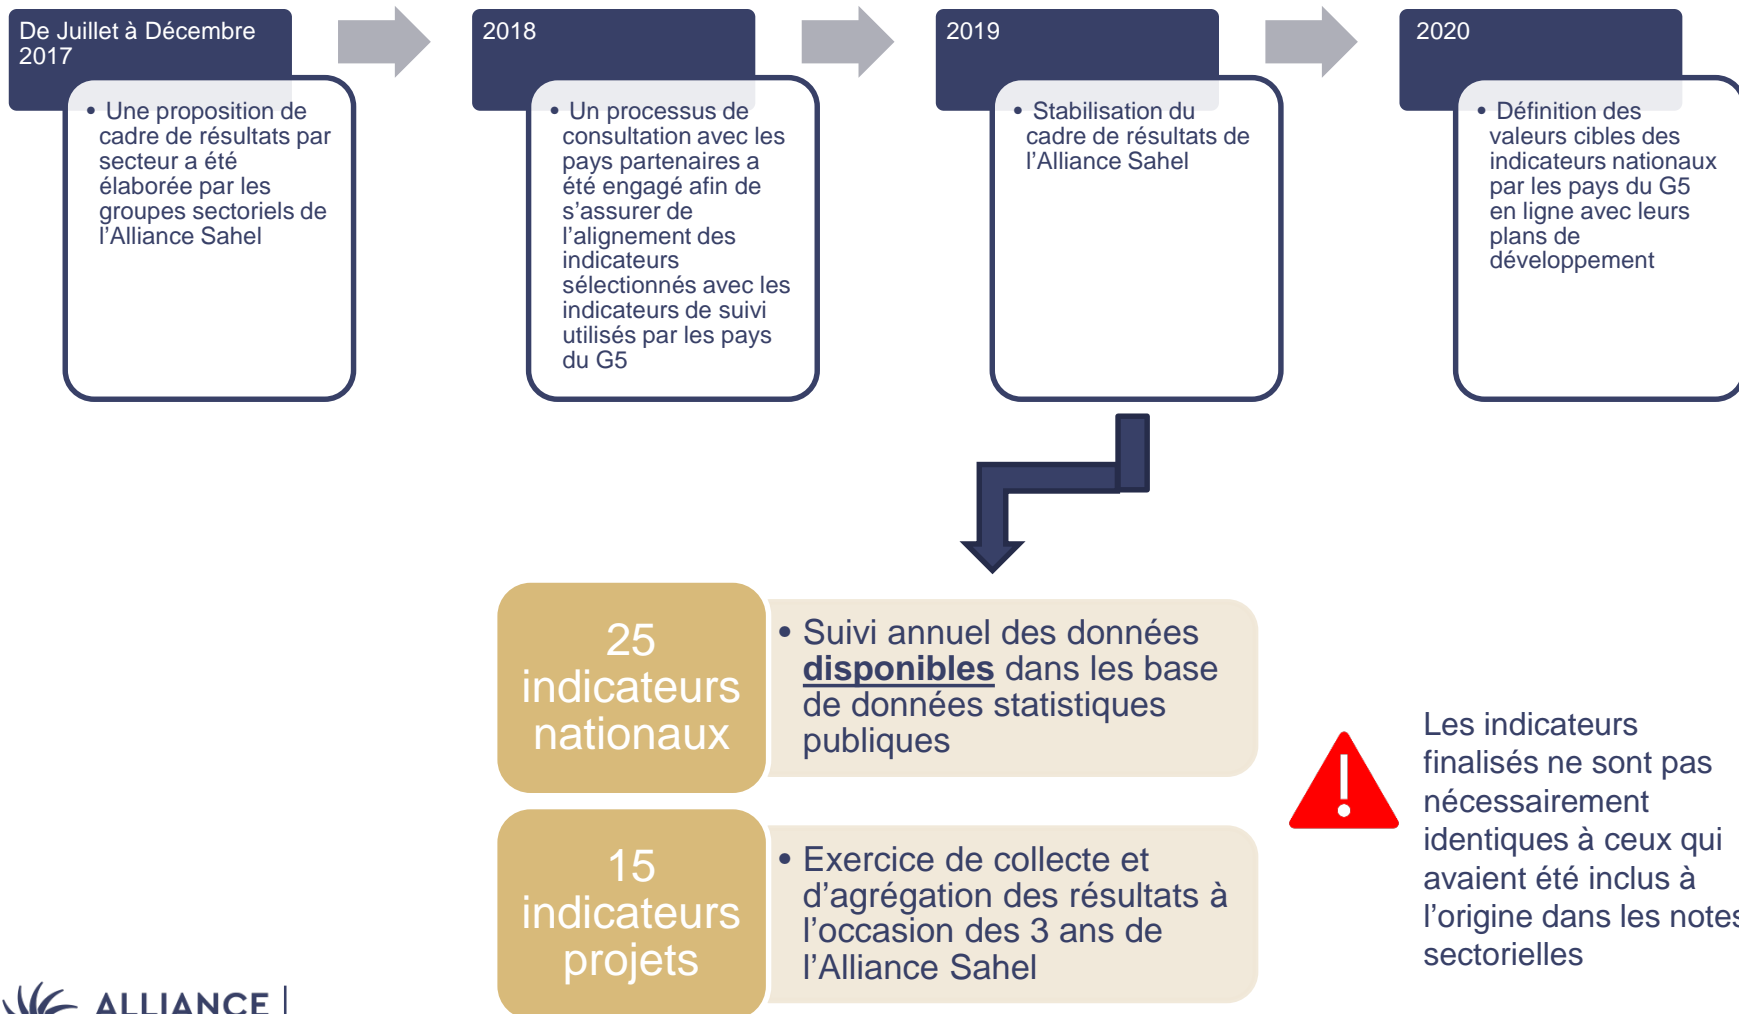 De Juillet à Décembre
2017
• Une proposition de
cadre de résultats par
secteur a été
élaborée par les
groupes sectoriels de
l'Alliance Sahel
2018
• Un processus de
consultation avec les
pays partenaires a
été engagé afin de
s'assurer de
l'alignement des
indicateurs
sélectionnés avec les
indicateurs de suivi
utilisés par les pays
du G5
2019
• Stabilisation du
cadre de résultats de
l'Alliance Sahel
2020
• Définition des
valeurs cibles des
indicateurs nationaux
par les pays du G5
en ligne avec leurs
plans de
développement
25
indicateurs
nationaux
• Suivi annuel des données
disponibles dans les base
de données statistiques
publiques
15
indicateurs
projets
• Exercice de collecte et
d'agrégation des résultats à
l'occasion des 3 ans de
l'Alliance Sahel
Les indicateurs
finalisés ne sont pas
nécessairement
identiques à ceux qui
avaient été inclus à
l'origine dans les notes
sectorielles
ALLIANCE